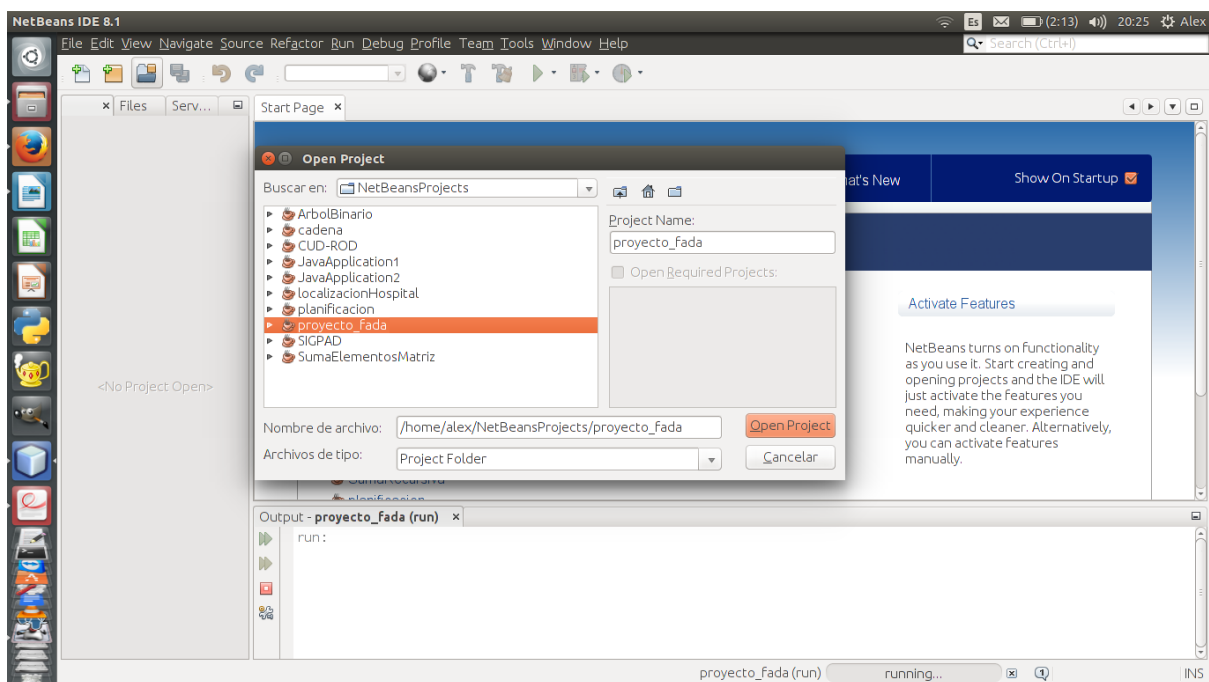 NetBeans IDE 8.1
Es
(2:13)
20:25
Alex
File Edit View Navigate Source Refactor Run Debug Profile Team Tools Window Help
Search (Ctrl+I)
Files
Serv...
Start Page
Open Project
Buscar en:
NetBeansProjects
ArbolBinario
cadena
CUD-ROD
JavaApplication1
JavaApplication2
localizacionHospital
planificacion
proyecto_fada
SIGPAD
SumaElementosMatriz
Project Name:
proyecto_fada
Open Required Projects:
Nombre de archivo:
/home/alex/NetBeansProjects/proyecto_fada
Open Project
Archivos de tipo:
Project Folder
Cancelar
What's New
Show On Startup
Activate Features
NetBeans turns on functionality
as you use it. Start creating and
opening projects and the IDE will
just activate the features you
need, making your experience
quicker and cleaner. Alternatively,
you can activate features
manually.
<No Project Open>
planificacion
Output - proyecto_fada (run)
run:
proyecto_fada (run)
running...
1
INS